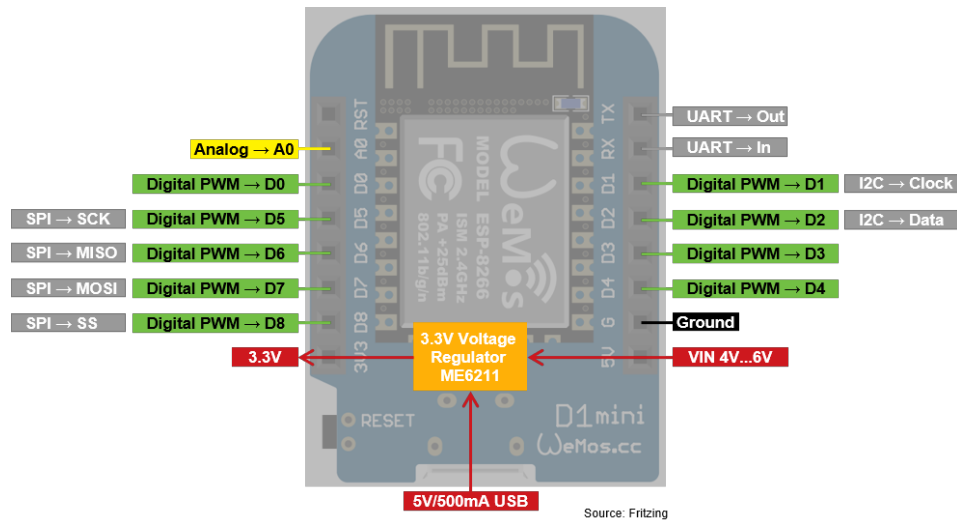 RST
TX
UART → Out
Analog → A0
A0
RX
UART → In
Digital PWM → D0
D0
D1
Digital PWM → D1
I2C → Clock
SPI → SCK
Digital PWM → D5
D5
D2
Digital PWM → D2
I2C → Data
SPI → MISO
Digital PWM → D6
D6
D3
Digital PWM → D3
SPI → MOSI
Digital PWM → D7
D7
D4
Digital PWM → D4
SPI → SS
Digital PWM → D8
D8
G
Ground
WeMos
MODEL ESP-8266
ISM 2.4GHz
PA +25dBm
802.11b/g/n
FC
3.3V
3V3
3.3V Voltage
Regulator
ME6211
5V
VIN 4V...6V
RESET
D1mini
WeMos.cc
5V/500mA USB
Source: Fritzing